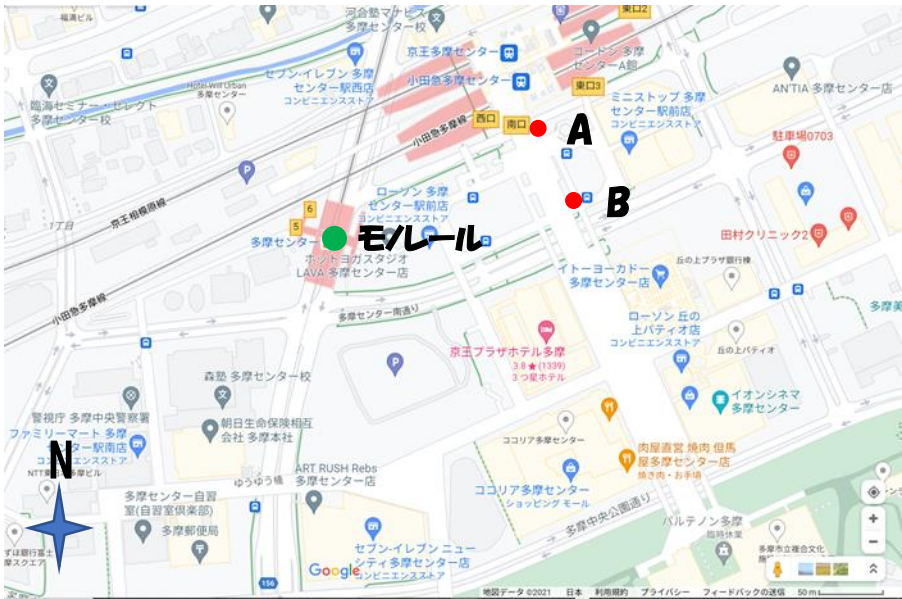 福満ビル
河合塾マナビス
多摩センター校
東口2
京王多摩センター
小田急多摩センター
コードン 多摩
センターA館
セブン-イレブン 多摩
センター駅西店
コンビニエンスストア
Hotel Will Urban
多摩センター
東口3
AN'TIA 多摩センター店
臨海セミナー・セレクト
多摩センター校
ミニストップ 多摩
センター駅前店
コンビニエンスストア
西口
南口
A
小田急多摩線
駐車場0703
京王相模原線
ローソン 多摩
センター駅前店
コンビニエンスストア
B
1丁目
6
5
多摩センター
モノレール
田村クリニック2
ホットヨガスタジオ
LAVA 多摩センター店
イトーヨーカドー
多摩センター店
丘の上プラザ銀行棟
小田急多摩線
多摩センター南通り
ローソン 丘の
上パティオ店
コンビニエンスストア
多摩美
京王プラザホテル多摩
3.8★(1339)
3 つ星ホテル
丘の上パティオ
森塾 多摩センター校
イオンシネマ
多摩センター
警視庁 多摩中央警察署
朝日生命保険相互
会社 多摩本社
ファミリーマート 多摩
センター駅南店
コンビニエンスストア
N
ココリア多摩センター
肉屋直営 焼肉 但馬
屋多摩センター店
焼き肉・お手頃
ゆうゆう橋
ART RUSH Rebs
多摩センター店
多摩センター自習
室(自習室倶楽部)
ココリア多摩センター
ショッピング モール
多摩中央公園通り
多摩郵便局
パルテノン多摩
臨時休業
セブン-イレブン ニュー
シティ多摩センター店
コンビニエンスストア
多摩市立複合文化
Google
156
地図データ ©2021 日本 利用規約 プライバシー フィードバックの送信 50 m